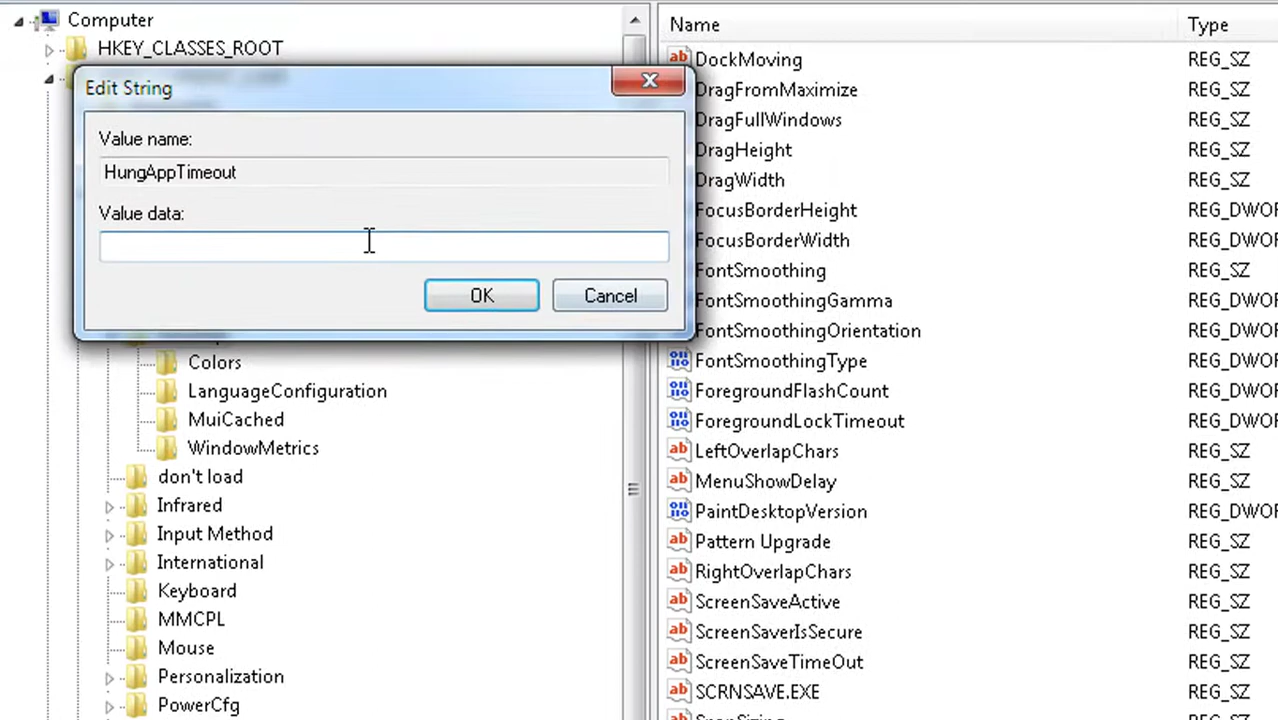 Computer
HKEY_CLASSES_ROOT
Edit String
Value name:
HungAppTimeout
Value data:
OK
Cancel
Colors
LanguageConfiguration
MuiCached
WindowMetrics
don't load
Infrared
Input Method
International
Keyboard
MMCPL
Mouse
Personalization
PowerCfg
Name Type
DockMoving REG_SZ
DragFromMaximize REG_SZ
DragFullWindows REG_SZ
DragHeight REG_SZ
DragWidth REG_SZ
FocusBorderHeight REG_DWOR
FocusBorderWidth REG_DWOR
FontSmoothing REG_SZ
FontSmoothingGamma REG_DWOR
FontSmoothingOrientation REG_DWOR
FontSmoothingType REG_DWOR
ForegroundFlashCount REG_DWOR
ForegroundLockTimeout REG_DWOR
LeftOverlapChars REG_SZ
MenuShowDelay REG_SZ
PaintDesktopVersion REG_DWOR
Pattern Upgrade REG_SZ
RightOverlapChars REG_SZ
ScreenSaveActive REG_SZ
ScreenSaverIsSecure REG_SZ
ScreenSaveTimeOut REG_SZ
SCRNSAVE.EXE REG_SZ